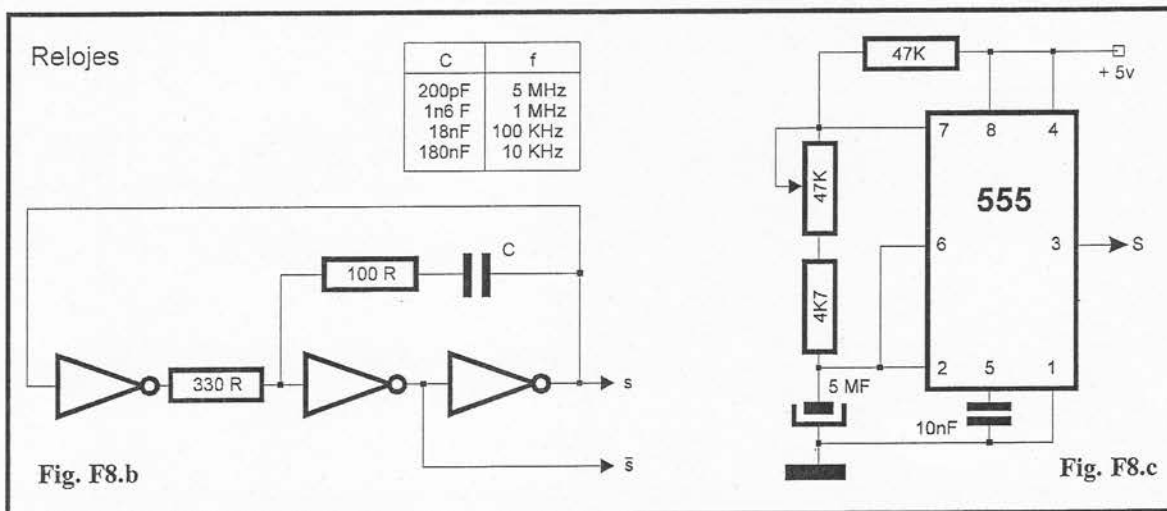 Relojes
C f
200pF 5 MHz
1n6 F 1 MHz
18nF 100 KHz
180nF 10 KHz
100 R
C
330 R
s
s̅
Fig. F8.b
47K
+ 5v
7 8 4
47K
555
6 3 S
4K7
2 5 1
5 MF
10nF
Fig. F8.c